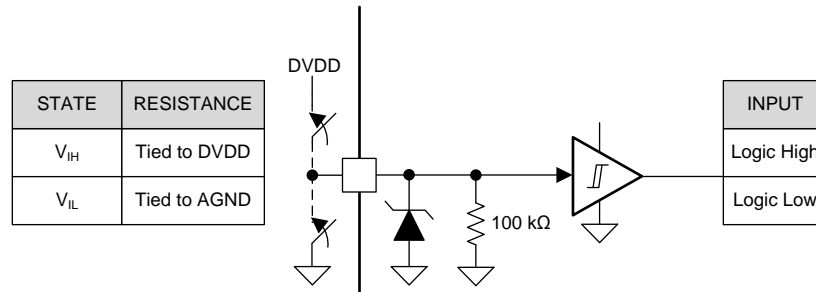 DVDD
STATE RESISTANCE
V_IH Tied to DVDD
V_IL Tied to AGND
100 kΩ
INPUT
Logic High
Logic Low